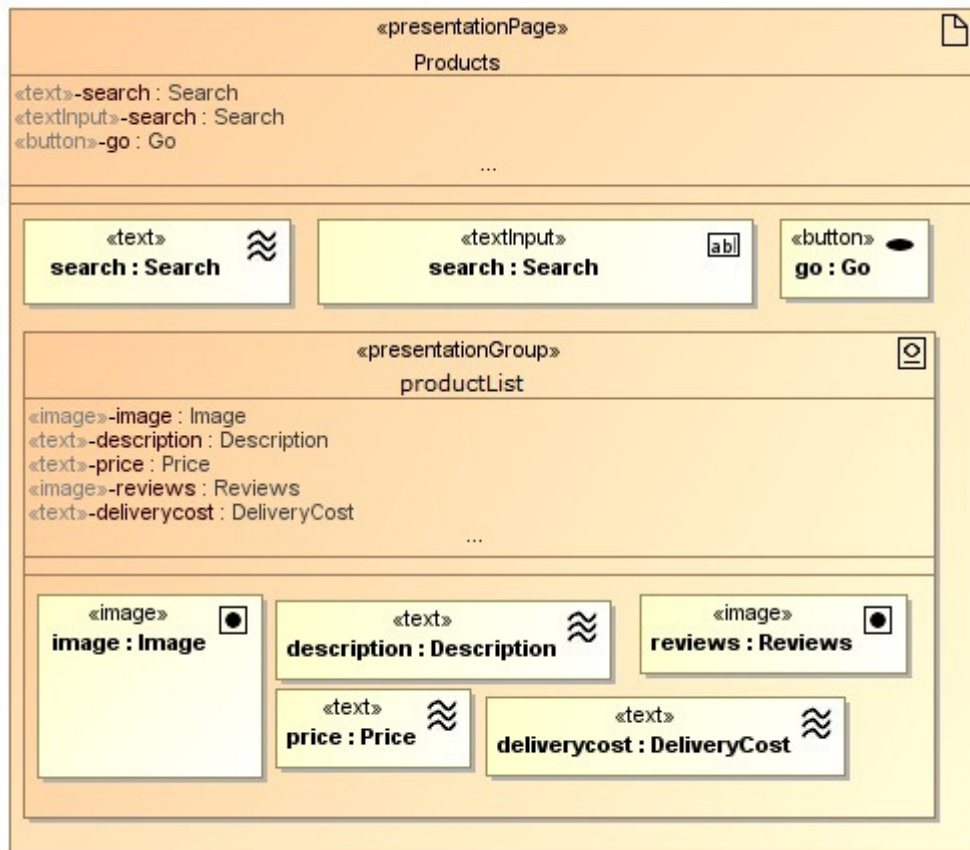 «presentationPage»
Products
«text»-search : Search
«textInput»-search : Search
«button»-go : Go
...
«text»
search : Search
«textInput»
search : Search
ab
«button»
go : Go
«presentationGroup»
productList
«image»-image : Image
«text»-description : Description
«text»-price : Price
«image»-reviews : Reviews
«text»-deliverycost : DeliveryCost
...
«image»
image : Image
«text»
description : Description
«image»
reviews : Reviews
«text»
price : Price
«text»
deliverycost : DeliveryCost